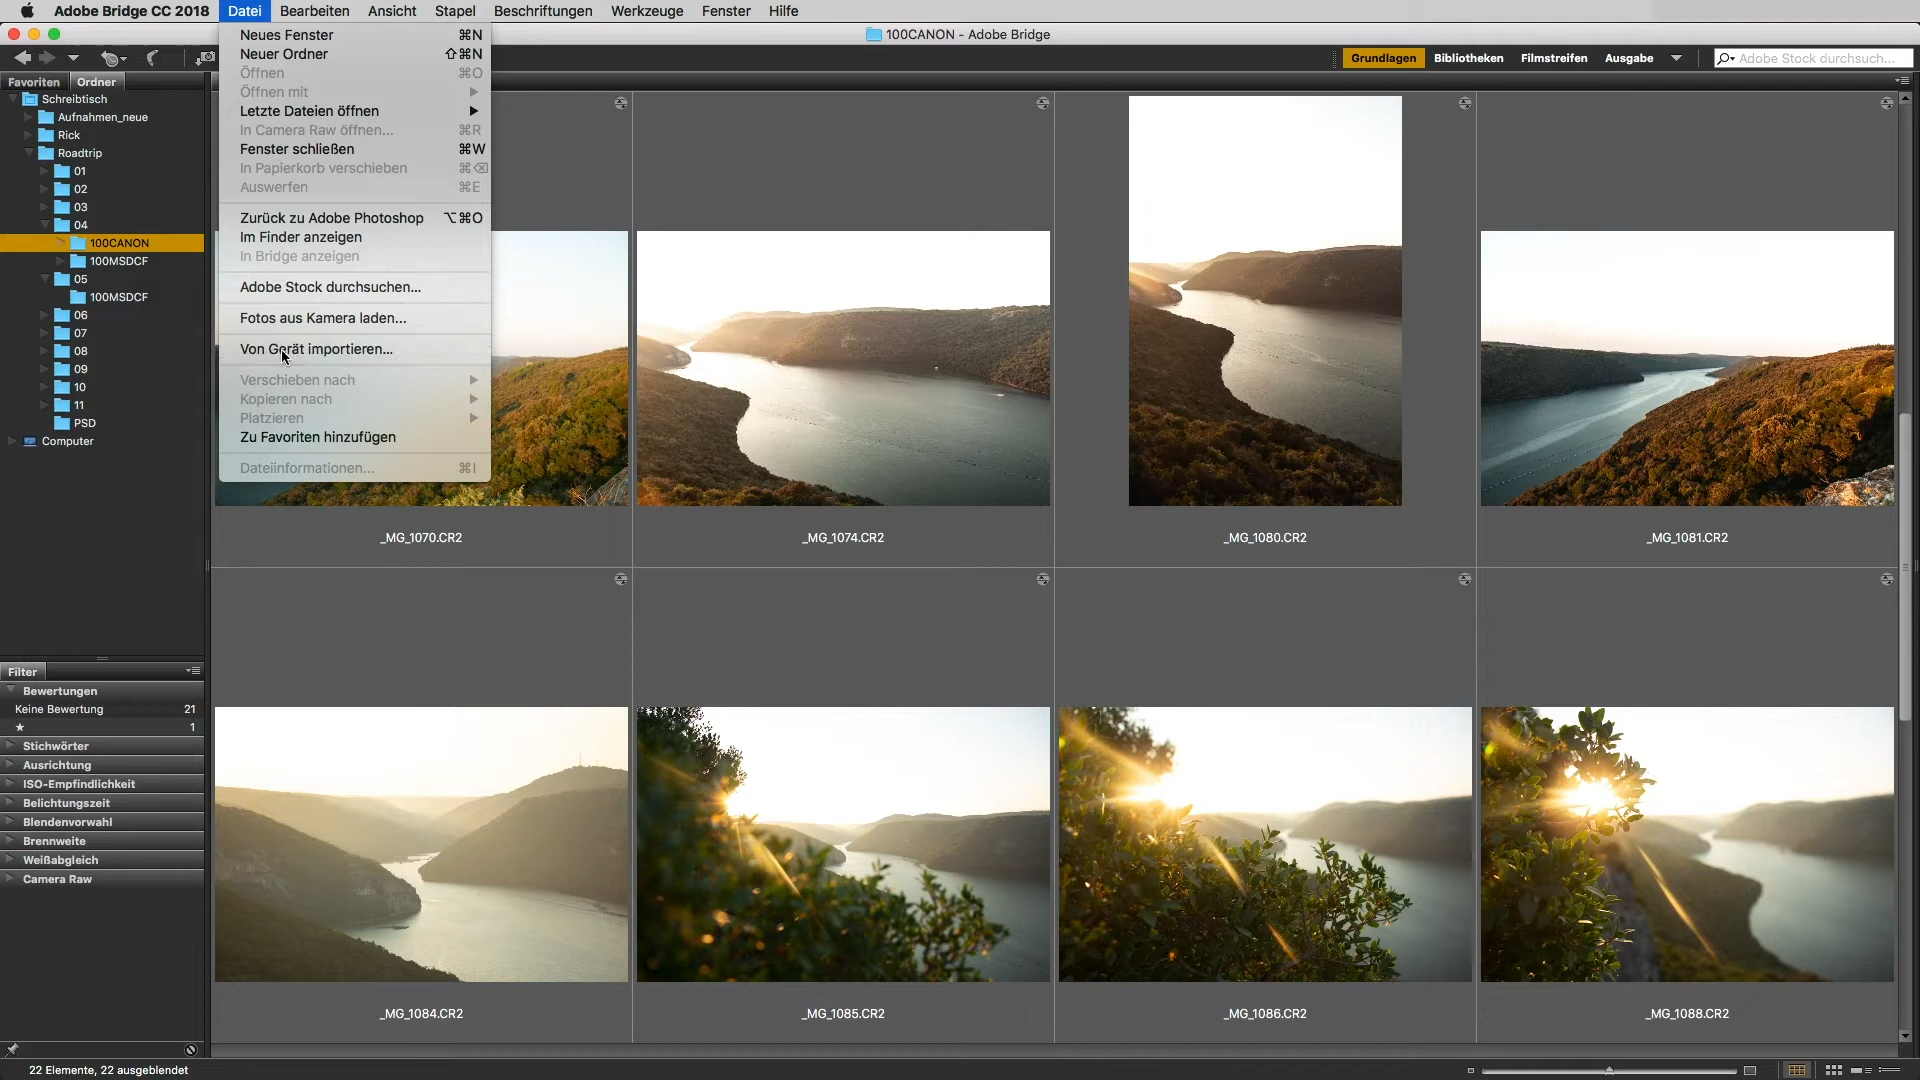 Adobe Bridge CC 2018 Datei Bearbeiten Ansicht Stapel Beschriftungen Werkzeuge Fenster Hilfe
100CANON - Adobe Bridge
Grundlagen Bibliotheken Filmstreifen Ausgabe Adobe Stock durchsuch...
Neues Fenster ⌘N
Neuer Ordner ⇧⌘N
Öffnen ⌘O
Öffnen mit
Letzte Dateien öffnen
In Camera Raw öffnen... ⌘R
Fenster schließen ⌘W
In Papierkorb verschieben ⌘⌫
Auswerfen ⌘E
Zurück zu Adobe Photoshop ⌥⌘O
Im Finder anzeigen
In Bridge anzeigen
Adobe Stock durchsuchen...
Fotos aus Kamera laden...
Von Gerät importieren...
Verschieben nach
Kopieren nach
Platzieren
Zu Favoriten hinzufügen
Dateiinformationen... ⌘I
Favoriten Ordner
Schreibtisch
Aufnahmen_neue
Rick
Roadtrip
01
02
03
04
100CANON
100MSDCF
05
100MSDCF
06
07
08
09
10
11
PSD
Computer
_MG_1070.CR2 _MG_1074.CR2 _MG_1080.CR2 _MG_1081.CR2
_MG_1084.CR2 _MG_1085.CR2 _MG_1086.CR2 _MG_1088.CR2
Filter
Bewertungen
Keine Bewertung 21
★ 1
Stichwörter
Ausrichtung
ISO-Empfindlichkeit
Belichtungszeit
Blendenvorwahl
Brennweite
Weißabgleich
Camera Raw
22 Elemente, 22 ausgeblendet